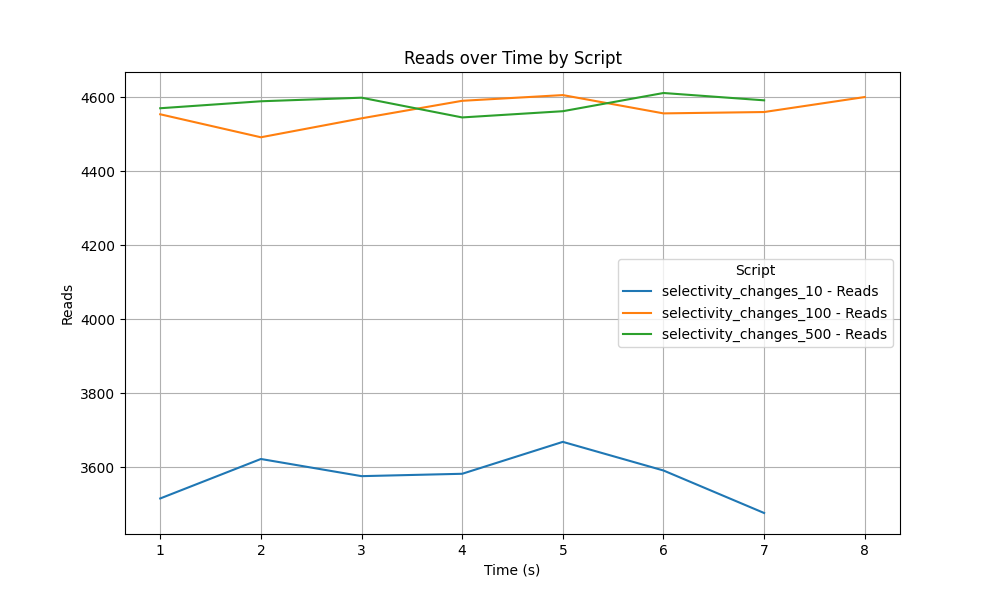 Reads over Time by Script
Reads
4600
4400
4200
4000
3800
3600
Script
selectivity_changes_10 - Reads
selectivity_changes_100 - Reads
selectivity_changes_500 - Reads
1 2 3 4 5 6 7 8
Time (s)